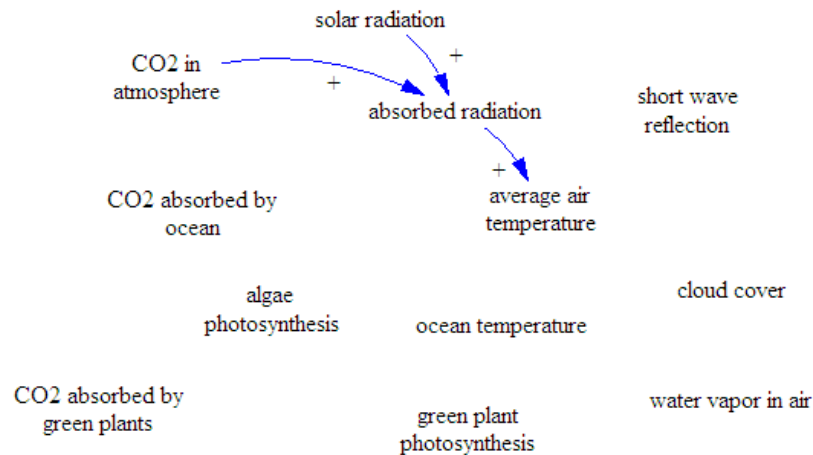 solar radiation
+
CO2 in
atmosphere
+
absorbed radiation
short wave
reflection
+
average air
temperature
CO2 absorbed by
ocean
algae
photosynthesis
ocean temperature
cloud cover
CO2 absorbed by
green plants
green plant
photosynthesis
water vapor in air